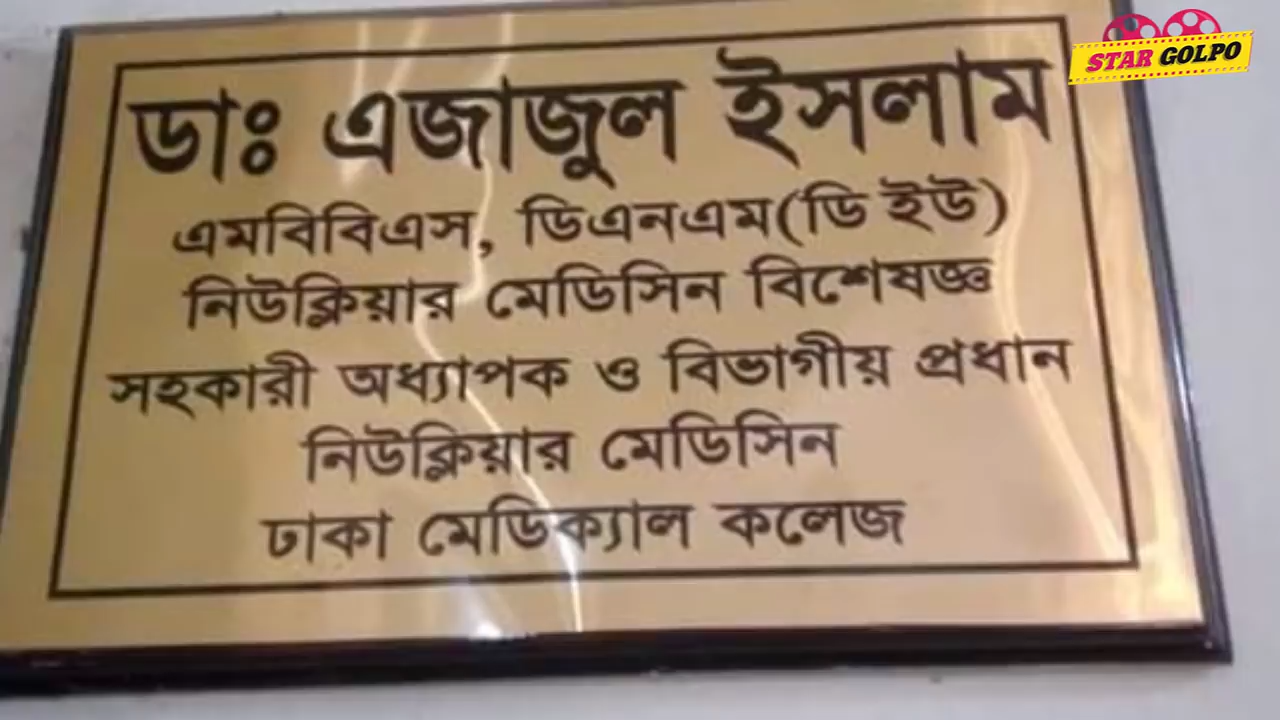 STAR GOLPO
ডাঃ এজাজুল ইসলাম
এমবিবিএস, ডিএনএম(ডি ইউ)
নিউক্লিয়ার মেডিসিন বিশেষজ্ঞ
সহকারী অধ্যাপক ও বিভাগীয় প্রধান
নিউক্লিয়ার মেডিসিন
ঢাকা মেডিক্যাল কলেজ